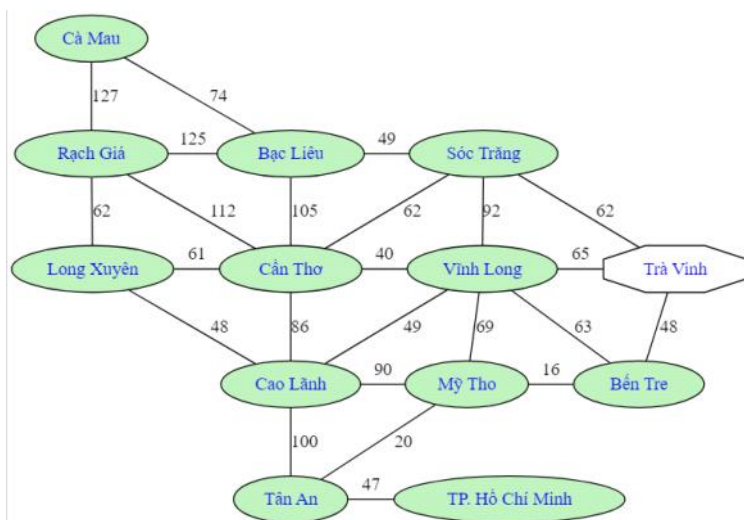 Cà Mau
127
74
Rạch Giá
125
Bạc Liêu
49
Sóc Trăng
62
112
105
62
92
62
Long Xuyên
61
Cần Thơ
40
Vĩnh Long
65
Trà Vinh
48
86
49
69
63
48
Cao Lãnh
90
Mỹ Tho
16
Bến Tre
100
20
Tân An
47
TP. Hồ Chí Minh